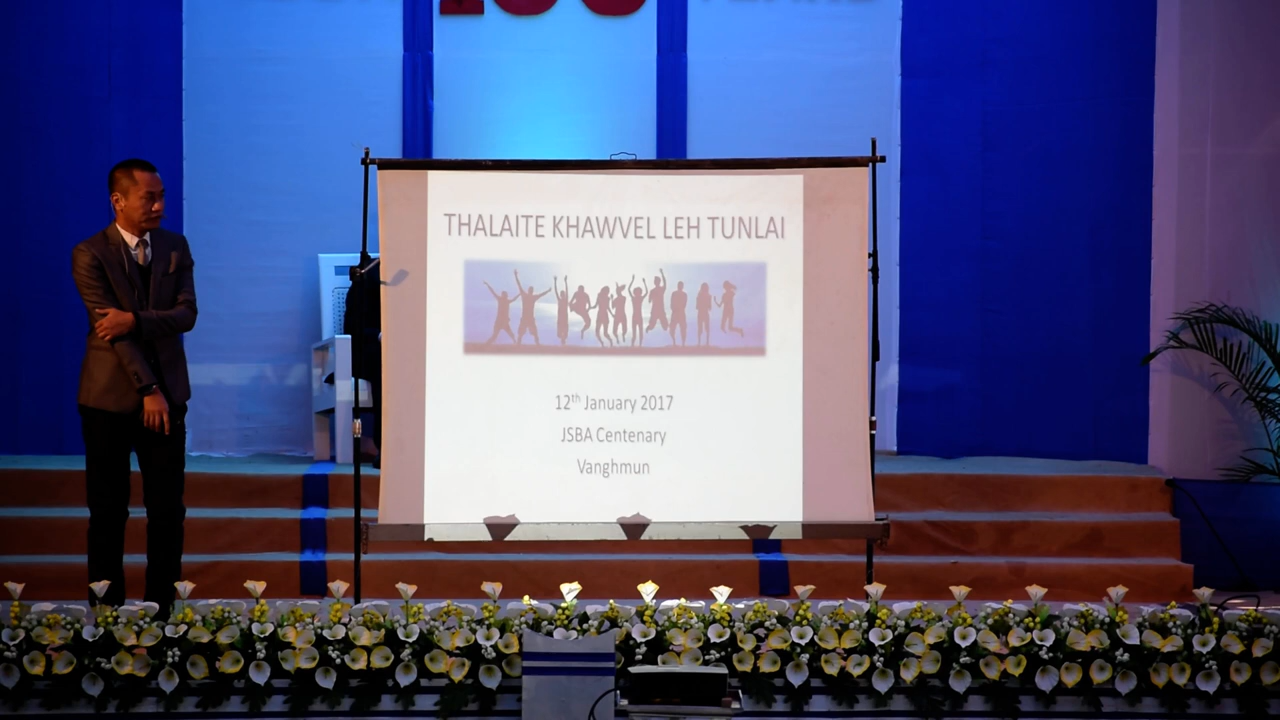 THALAITE KHAWVEL LEH TUNLAI
12th January 2017
JSBA Centenary
Vanghmun